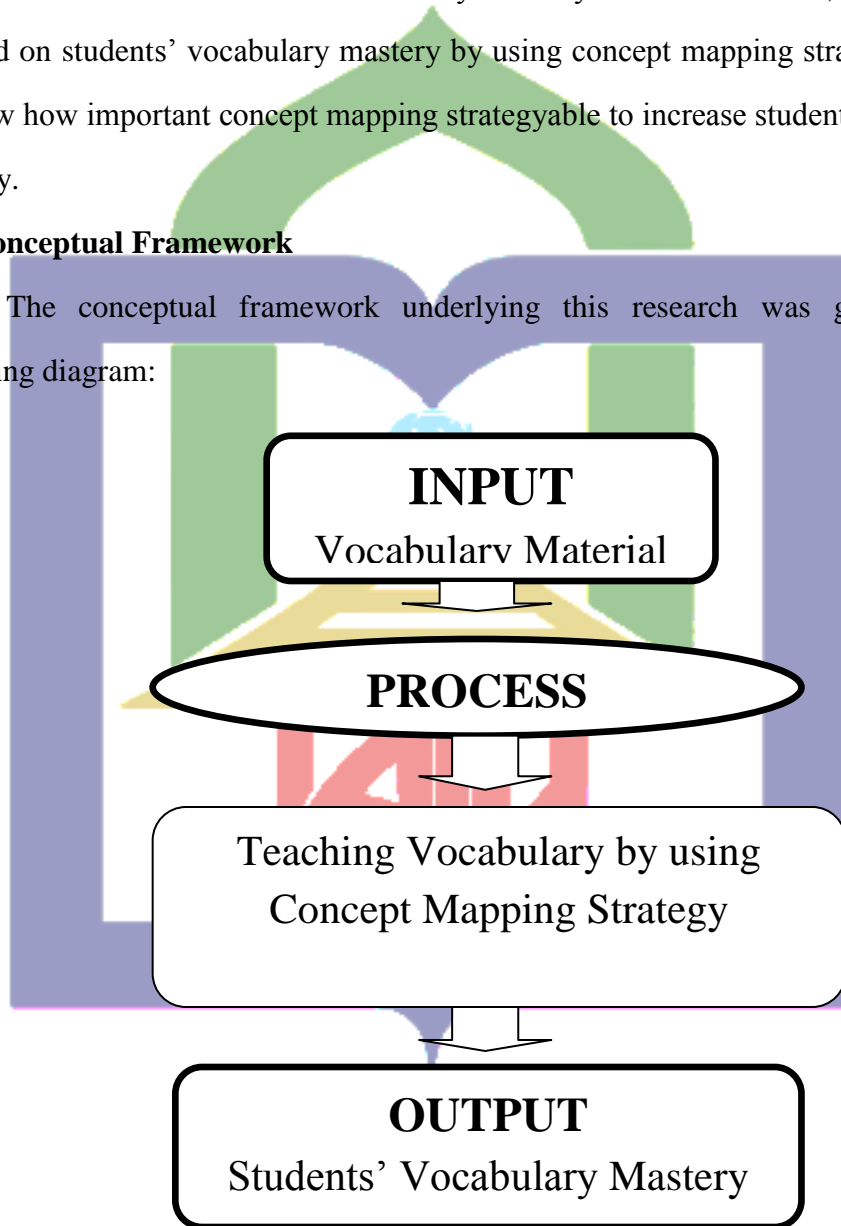 d on students’ vocabulary mastery by using concept mapping stra
w how important concept mapping strategyable to increase student
y.
onceptual Framework
The conceptual framework underlying this research was g
ing diagram:
INPUT
Vocabulary Material
PROCESS
Teaching Vocabulary by using
Concept Mapping Strategy
OUTPUT
Students’ Vocabulary Mastery